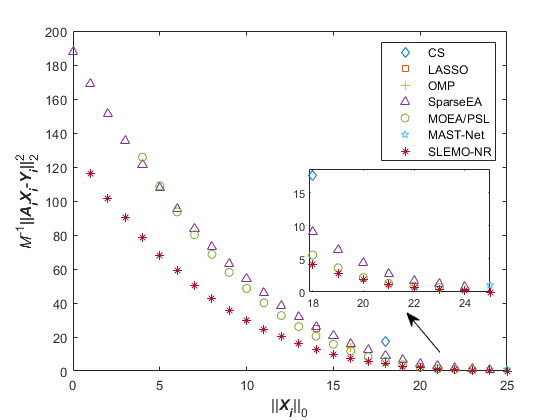 200
180
160
140
120
100
80
60
40
20
0
M⁻¹||AᵢXᵢ-Yᵢ||₂²
0 5 10 15 20 25
||Xᵢ||₀
CS
LASSO
OMP
SparseEA
MOEA/PSL
MAST-Net
SLEMO-NR
15
10
5
0
18 20 22 24